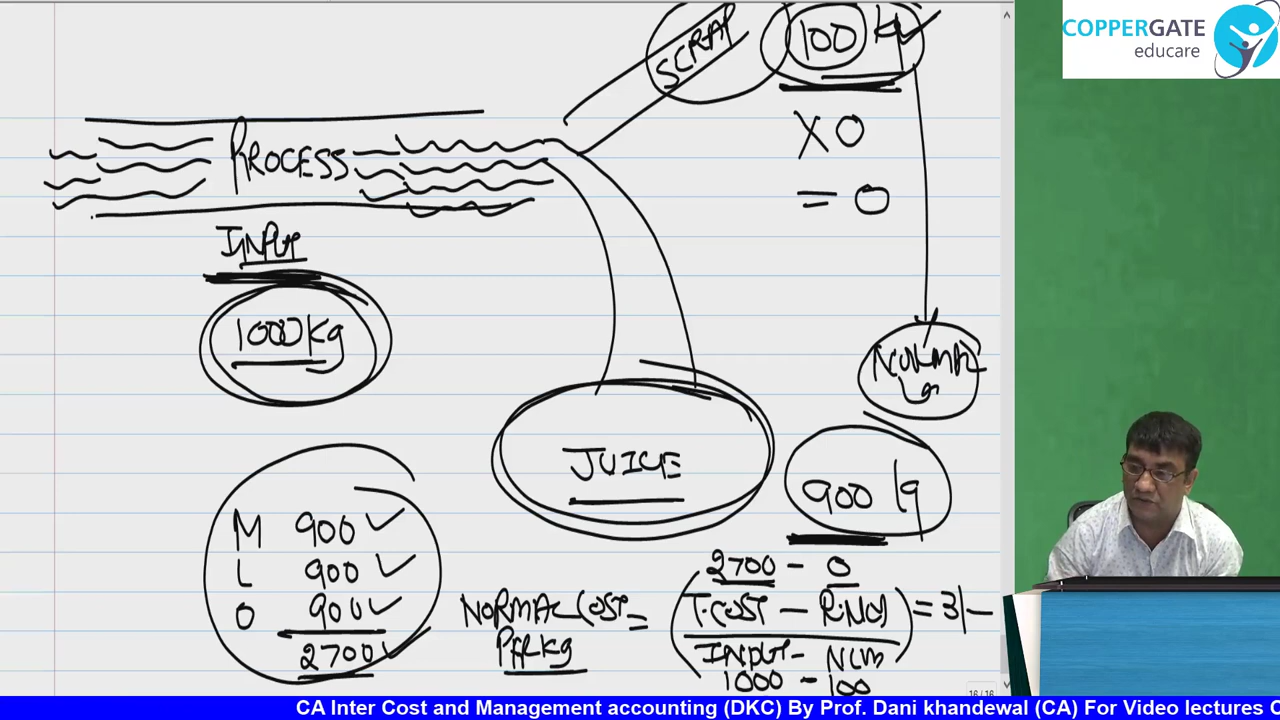 COPPERGATE
educare
SCRAP
100 kg
X 0
= 0
PROCESS
INPUT
1000 kg
NORMAL
JUICE
900 kg
M 900 ✓
L 900 ✓
O 900 ✓
2700 ✓
2700 - 0
NORMAL COST = T. COST - R.N(L) = 3/-
PER kg
INPUT - N(L)
1000 - 100
16/16
CA Inter Cost and Management accounting (DKC) By Prof. Dani khandewal (CA) For Video lectures C